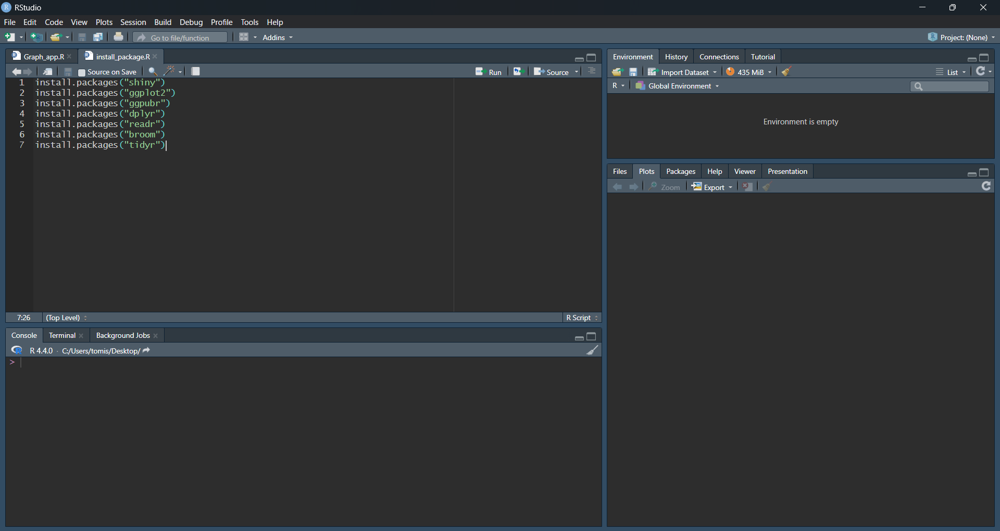 RStudio
File Edit Code View Plots Session Build Debug Profile Tools Help
Go to file/function Addins Project: (None)
Graph_app.R install_package.R
Source on Save Run Source
1 install.packages("shiny")
2 install.packages("ggplot2")
3 install.packages("ggpubr")
4 install.packages("dplyr")
5 install.packages("readr")
6 install.packages("broom")
7 install.packages("tidyr")
7:26 (Top Level) R Script
Console Terminal Background Jobs
R 4.4.0 · C:/Users/tomis/Desktop/
>
Environment History Connections Tutorial
Import Dataset 435 MiB List
R Global Environment
Environment is empty
Files Plots Packages Help Viewer Presentation
Zoom Export